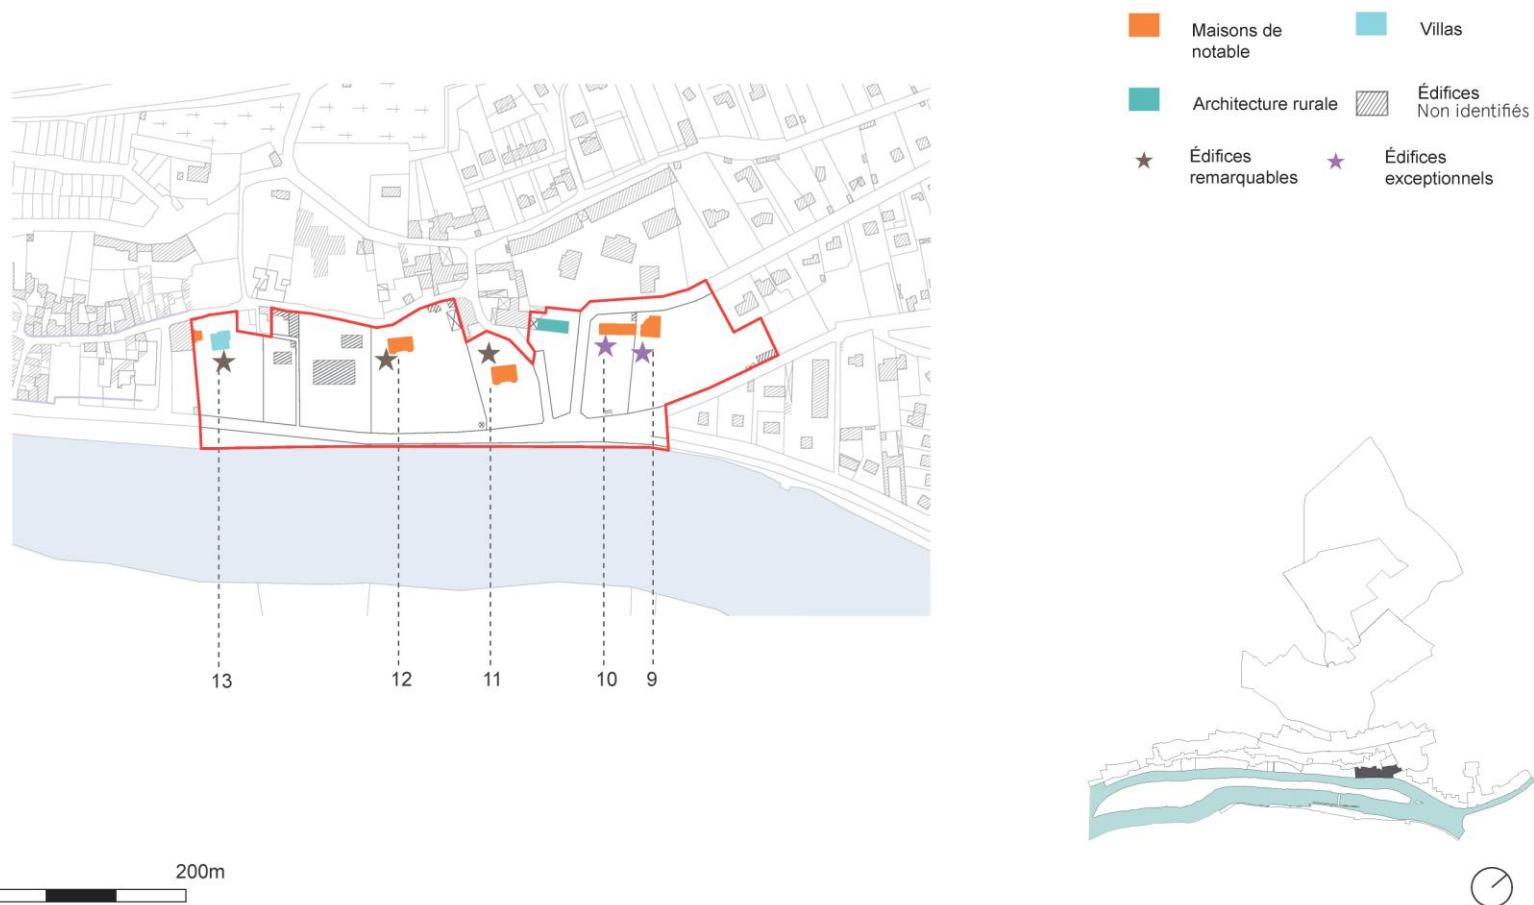 Maisons de
notable
Villas
Architecture rurale
Édifices
Non identifiés
Édifices
remarquables
Édifices
exceptionnels
13
12
11
10
9
200m